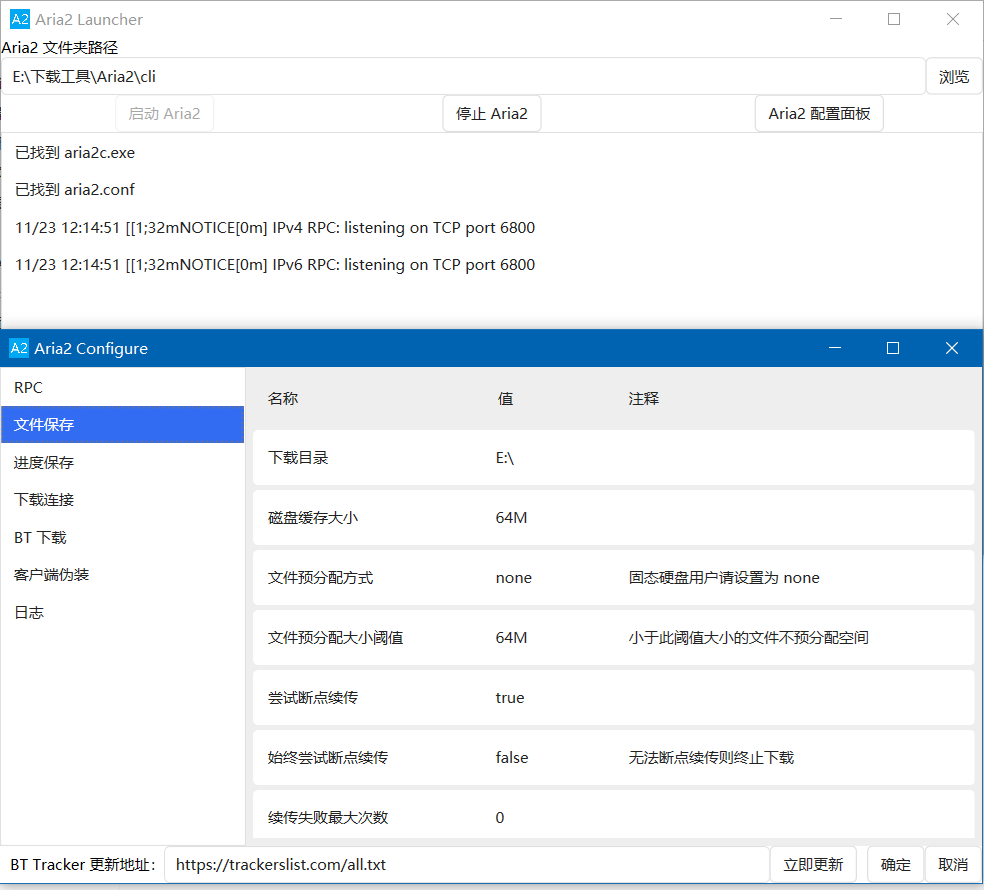 A2 Aria2 Launcher
Aria2 文件夹路径
E:\下载工具\Aria2\cli 浏览
启动 Aria2 停止 Aria2 Aria2 配置面板
已找到 aria2c.exe
已找到 aria2.conf
11/23 12:14:51 [[1;32mNOTICE[0m] IPv4 RPC: listening on TCP port 6800
11/23 12:14:51 [[1;32mNOTICE[0m] IPv6 RPC: listening on TCP port 6800
A2 Aria2 Configure
RPC
文件保存
进度保存
下载连接
BT 下载
客户端伪装
日志
名称 值 注释
下载目录 E:\
磁盘缓存大小 64M
文件预分配方式 none 固态硬盘用户请设置为 none
文件预分配大小阈值 64M 小于此阈值大小的文件不预分配空间
尝试断点续传 true
始终尝试断点续传 false 无法断点续传则终止下载
续传失败最大次数 0
BT Tracker 更新地址： https://trackerslist.com/all.txt 立即更新 确定 取消